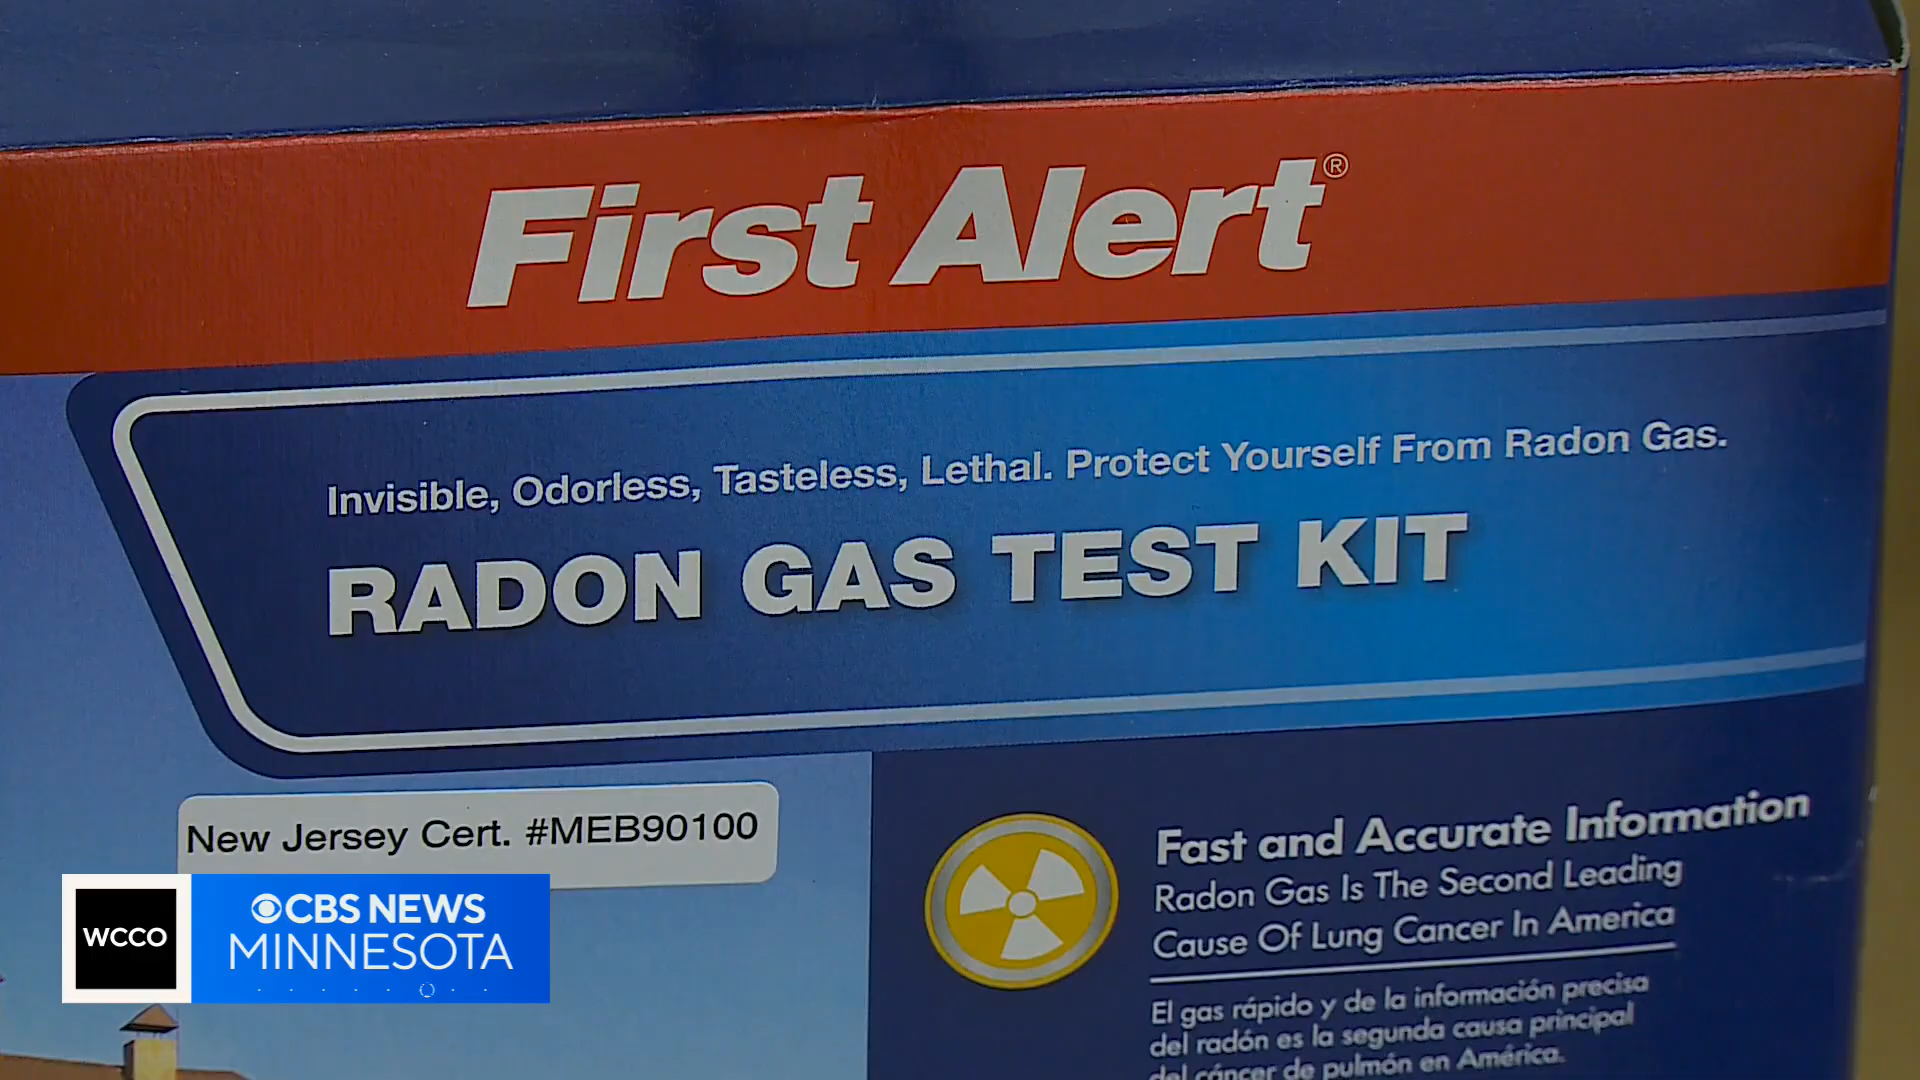 First Alert®
Invisible, Odorless, Tasteless, Lethal. Protect Yourself From Radon Gas.
RADON GAS TEST KIT
New Jersey Cert. #MEB90100
Fast and Accurate Information
Radon Gas Is The Second Leading
Cause Of Lung Cancer In America
El gas rápido y de la información precisa
del radón es la segunda causa principal
del cáncer de pulmón en América.
WCCO
CBS NEWS
MINNESOTA